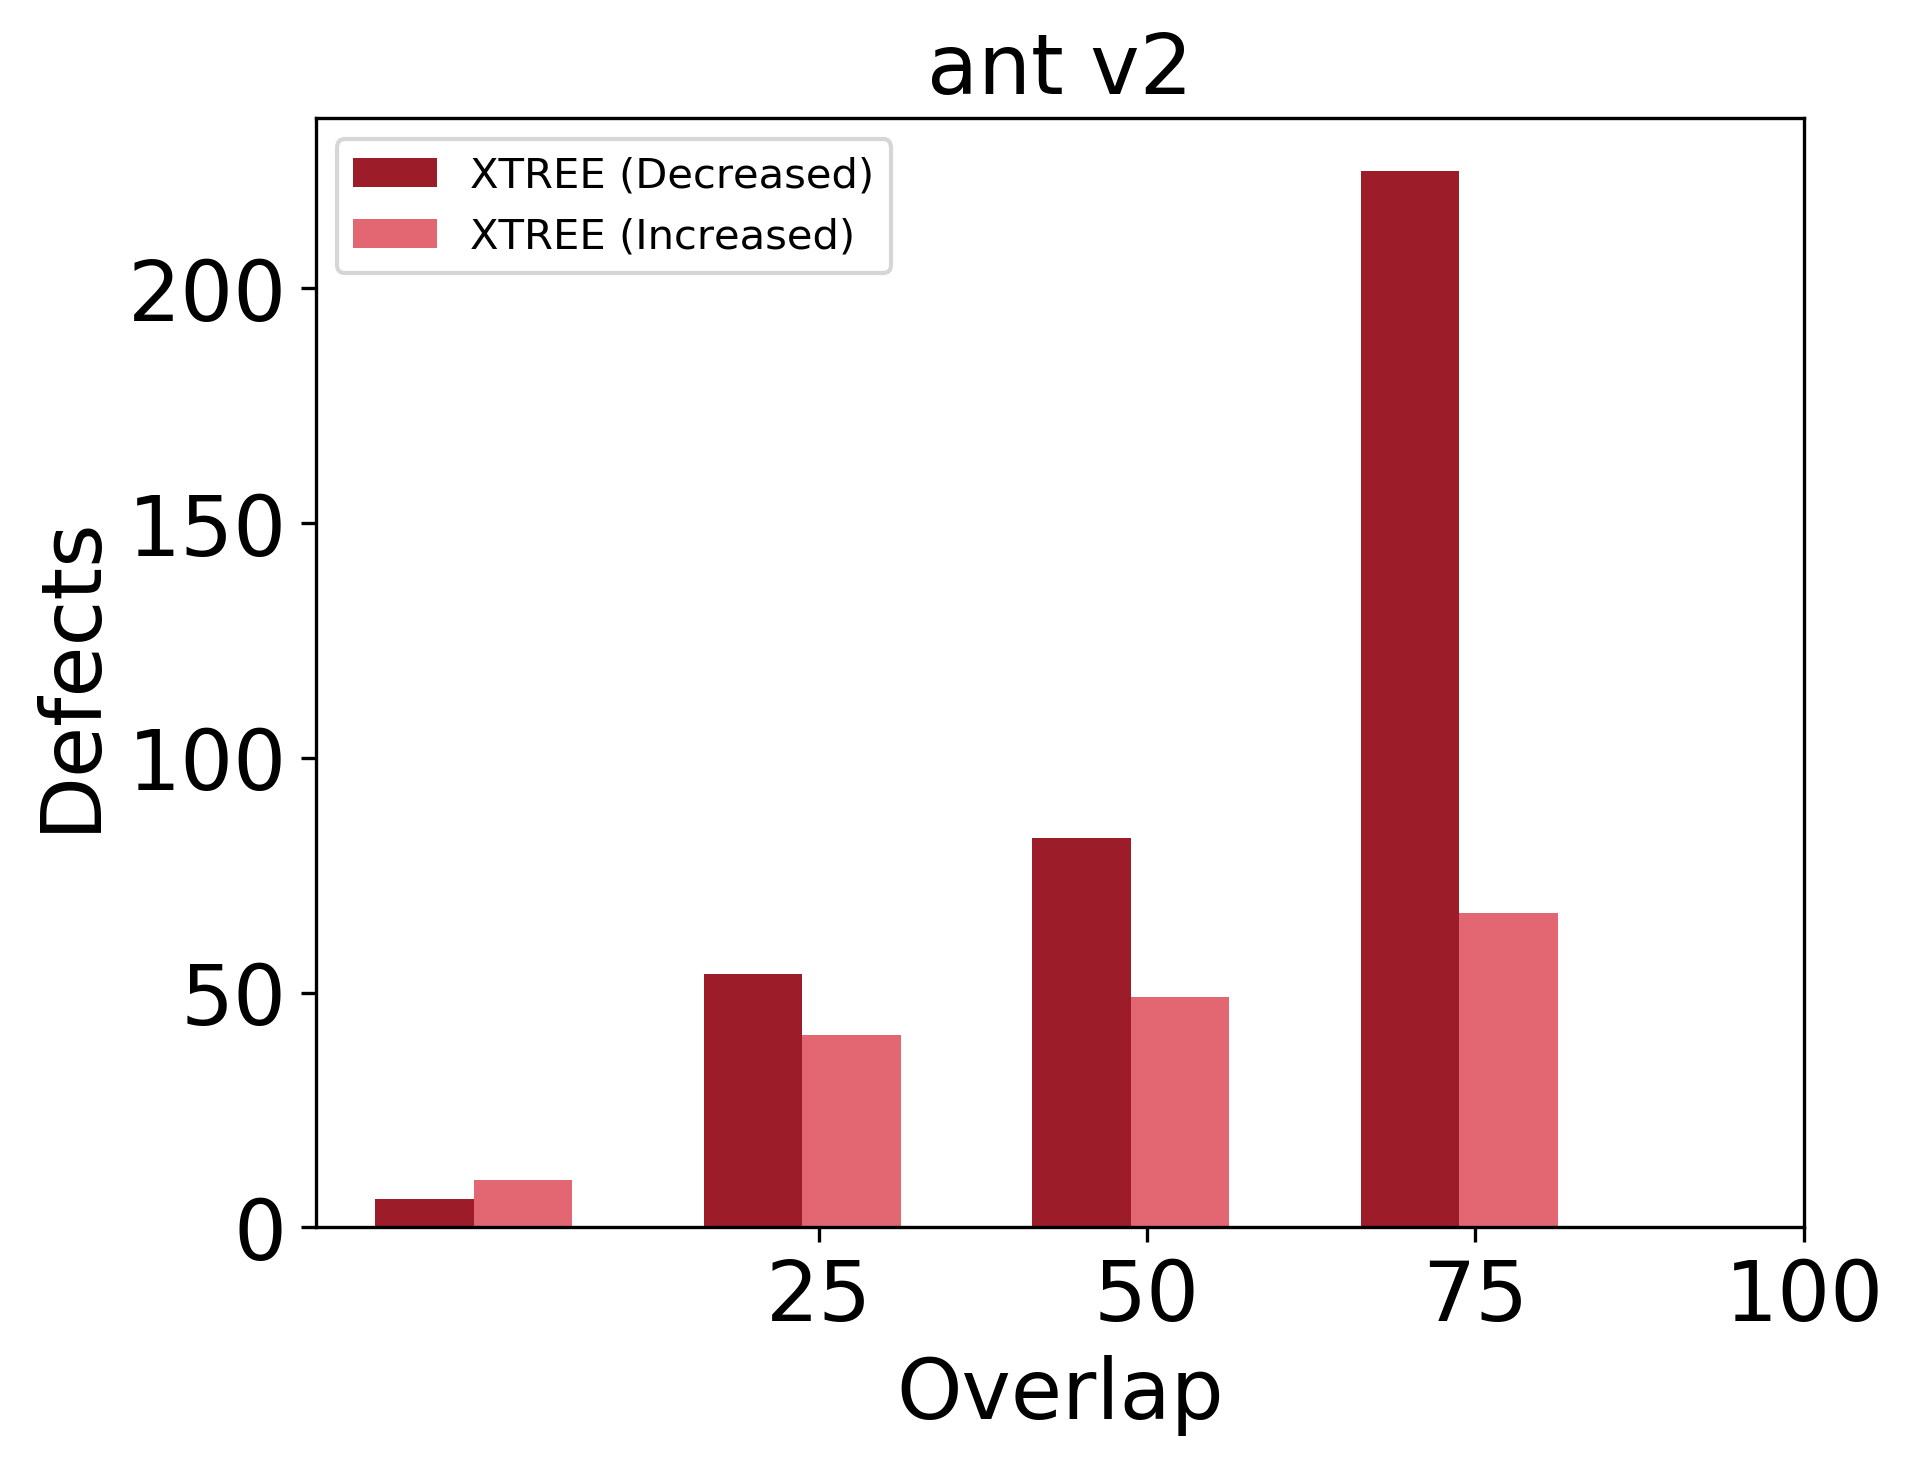 ant v2
XTREE (Decreased)
XTREE (Increased)
200
150
100
50
0
Defects
25 50 75 100
Overlap